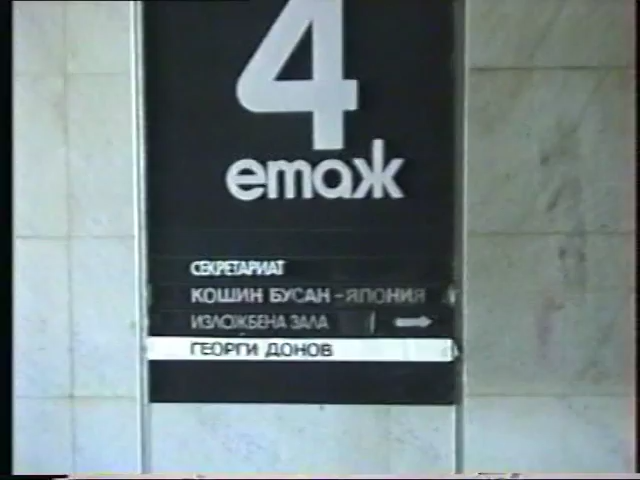 4
етаж
СЕКРЕТАРИАТ
КОШИН БУСАН - ЯПОНИЯ
ИЗЛОЖБЕНА ЗАЛА
ГЕОРГИ ДОНОВ